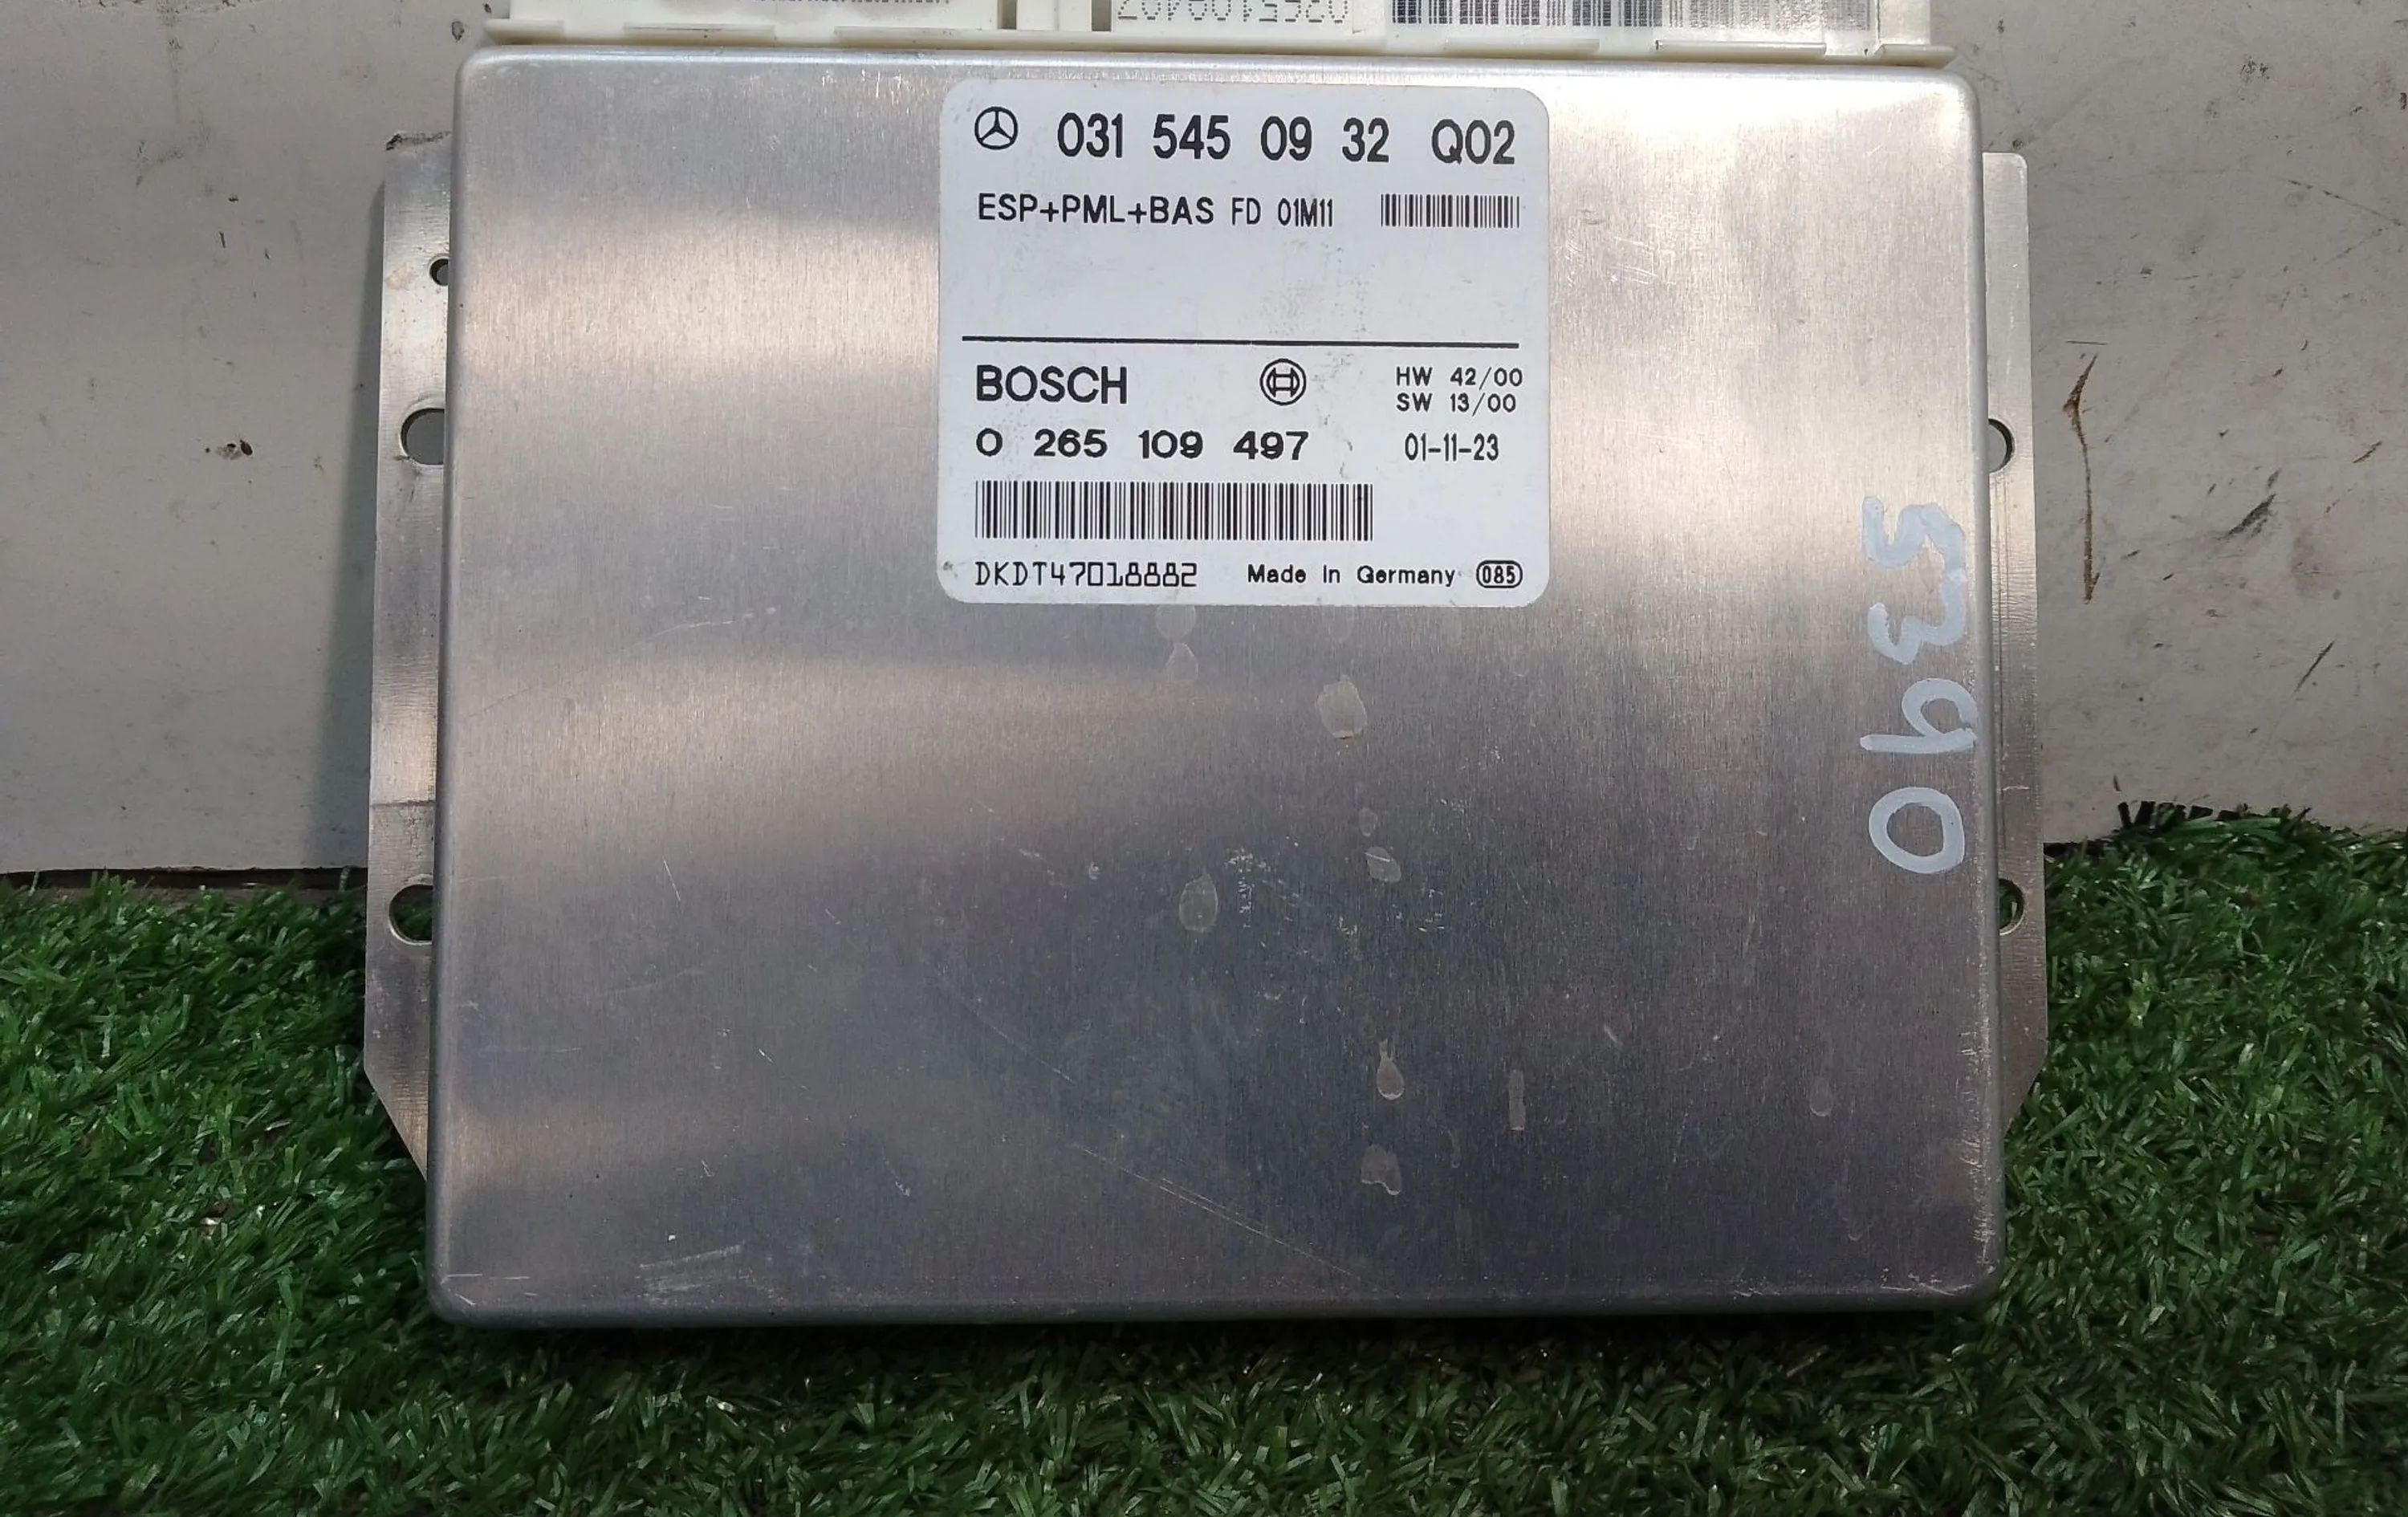 0265109497
031 545 09 32 Q02
ESP+PML+BAS FD 01M11
BOSCH
HW 42/00
SW 13/00
0 265 109 497
01-11-23
DKDT47018882
Made in Germany 085
5390